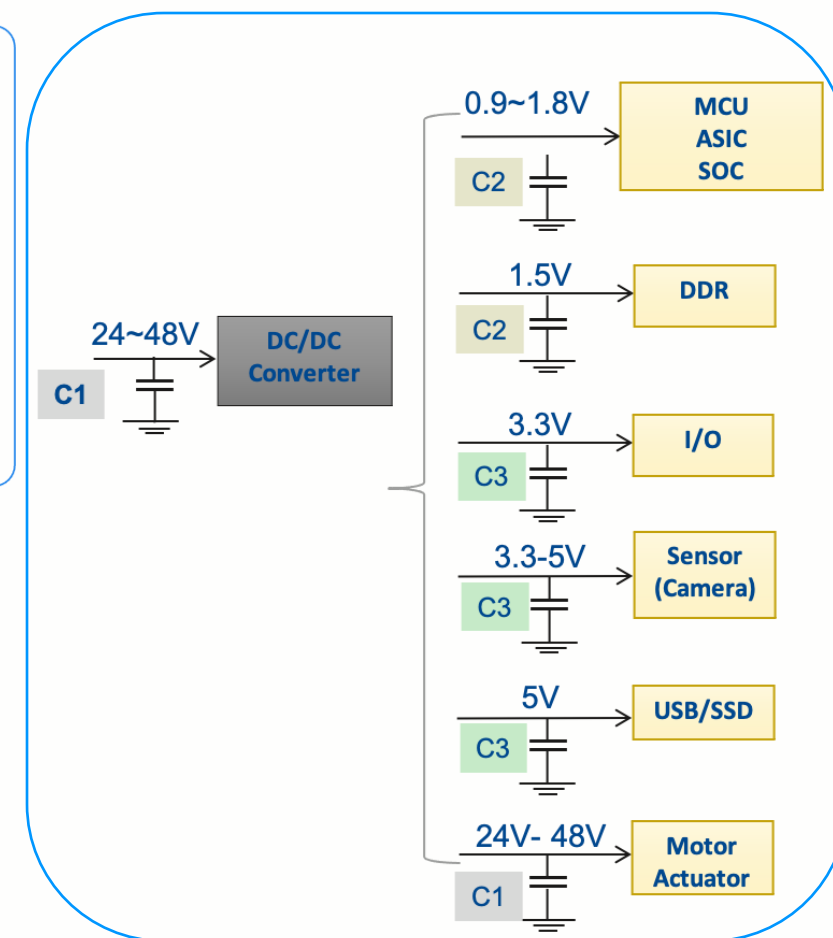 24~48V
C1
DC/DC
Converter
0.9~1.8V
C2
MCU
ASIC
SOC
1.5V
C2
DDR
3.3V
C3
I/O
3.3-5V
C3
Sensor
(Camera)
5V
C3
USB/SSD
24V- 48V
C1
Motor
Actuator